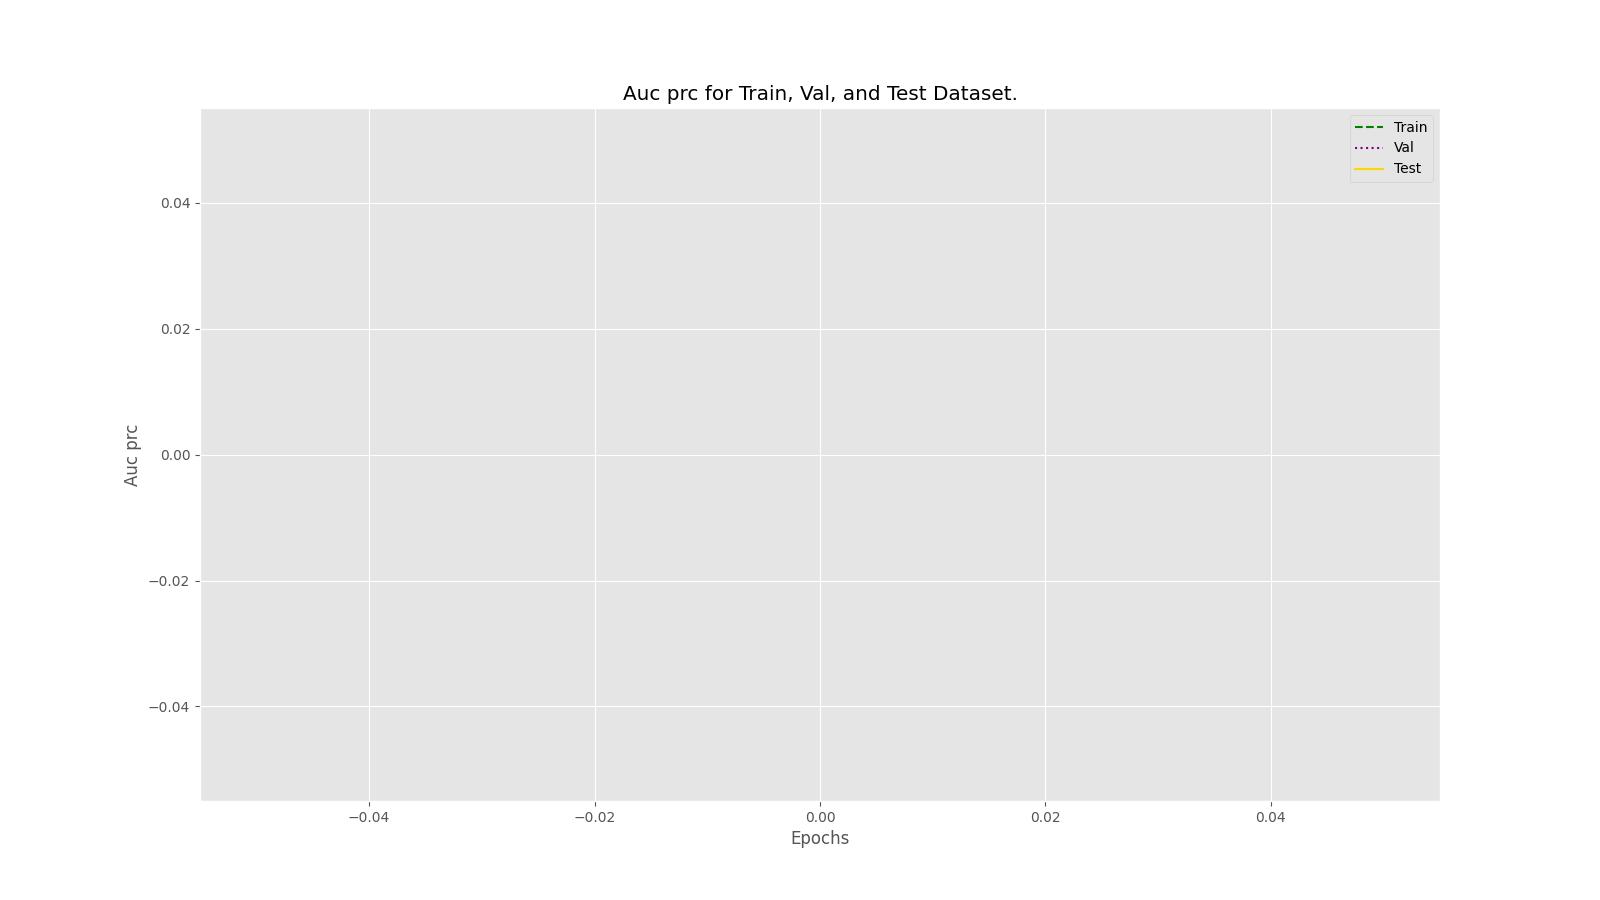 Auc prc for Train, Val, and Test Dataset.
Train
Val
Test
0.04
0.02
0.00
−0.02
−0.04
Auc prc
−0.04
−0.02
0.00
0.02
0.04
Epochs